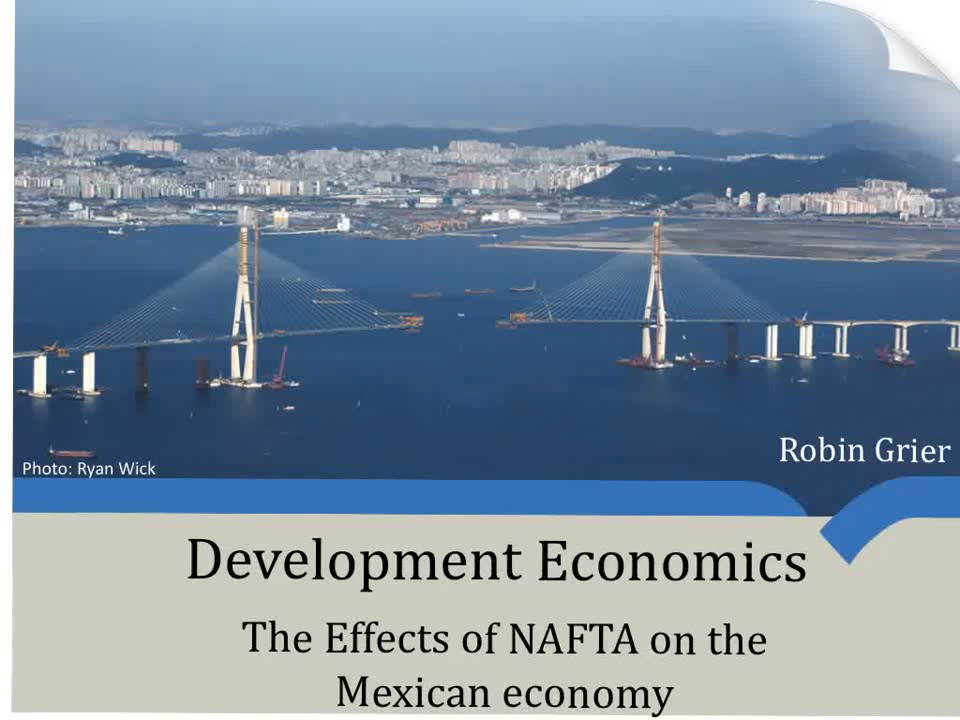 Robin Grier
Photo: Ryan Wick
Development Economics
The Effects of NAFTA on the
Mexican economy